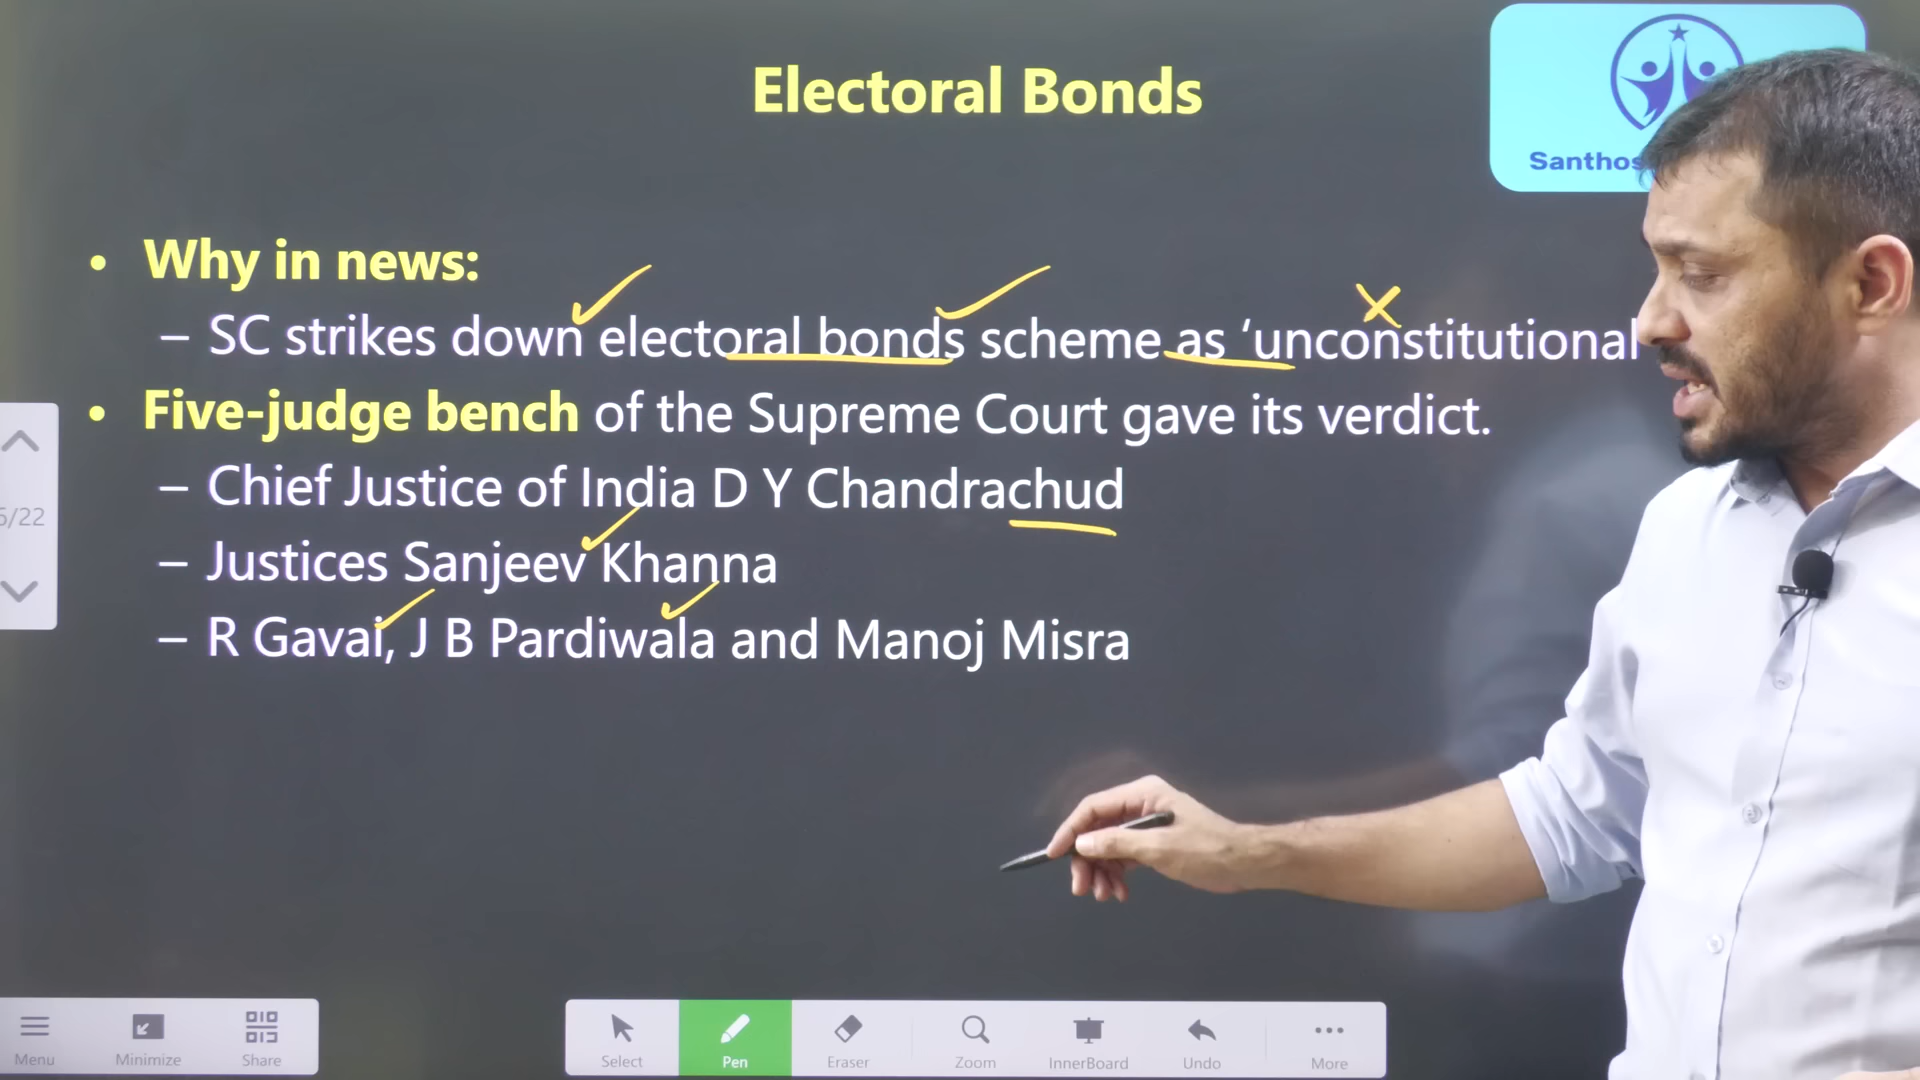 Electoral Bonds
• Why in news:
– SC strikes down electoral bonds scheme as ‘unconstitutional
• Five-judge bench of the Supreme Court gave its verdict.
– Chief Justice of India D Y Chandrachud
– Justices Sanjeev Khanna
– R Gavai, J B Pardiwala and Manoj Misra
/22
Menu Minimize Share
Select Pen Eraser Zoom InnerBoard Undo More